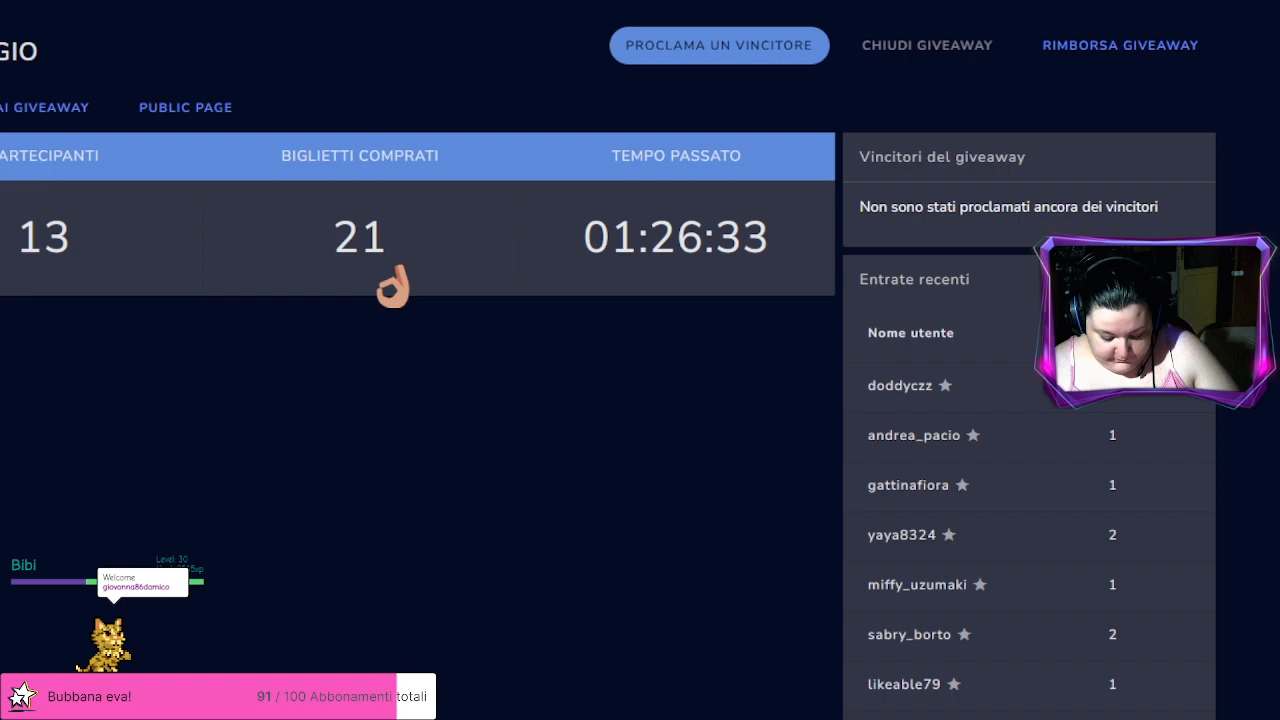 GIO
PROCLAMA UN VINCITORE
CHIUDI GIVEAWAY
RIMBORSA GIVEAWAY
AI GIVEAWAY
PUBLIC PAGE
ARTECIPANTI
BIGLIETTI COMPRATI
TEMPO PASSATO
13
21
01:26:33
Vincitori del giveaway
Non sono stati proclamati ancora dei vincitori
Entrate recenti
Nome utente
doddyczz
andrea_pacio 1
gattinafiora 1
yaya8324 2
miffy_uzumaki 1
sabry_borto 2
likeable79 1
Bibi
Level: 30
Welcome
giovanna86damico
Bubbana eva!
91 / 100 Abbonamenti totali